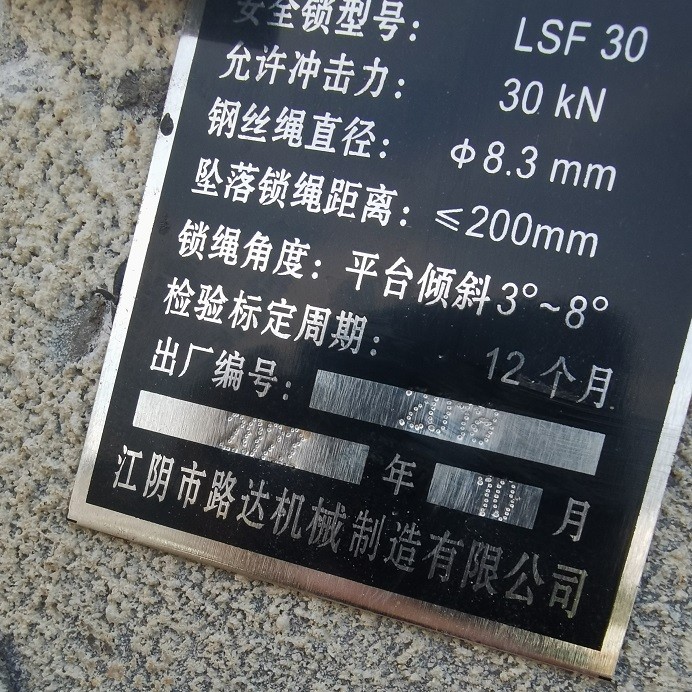 安全锁型号： LSF 30
允许冲击力： 30 kN
钢丝绳直径： Φ8.3 mm
坠落锁绳距离：≤200mm
锁绳角度：平台倾斜3°~8°
检验标定周期： 12 个月
出厂编号：
年 10 月
江阴市路达机械制造有限公司